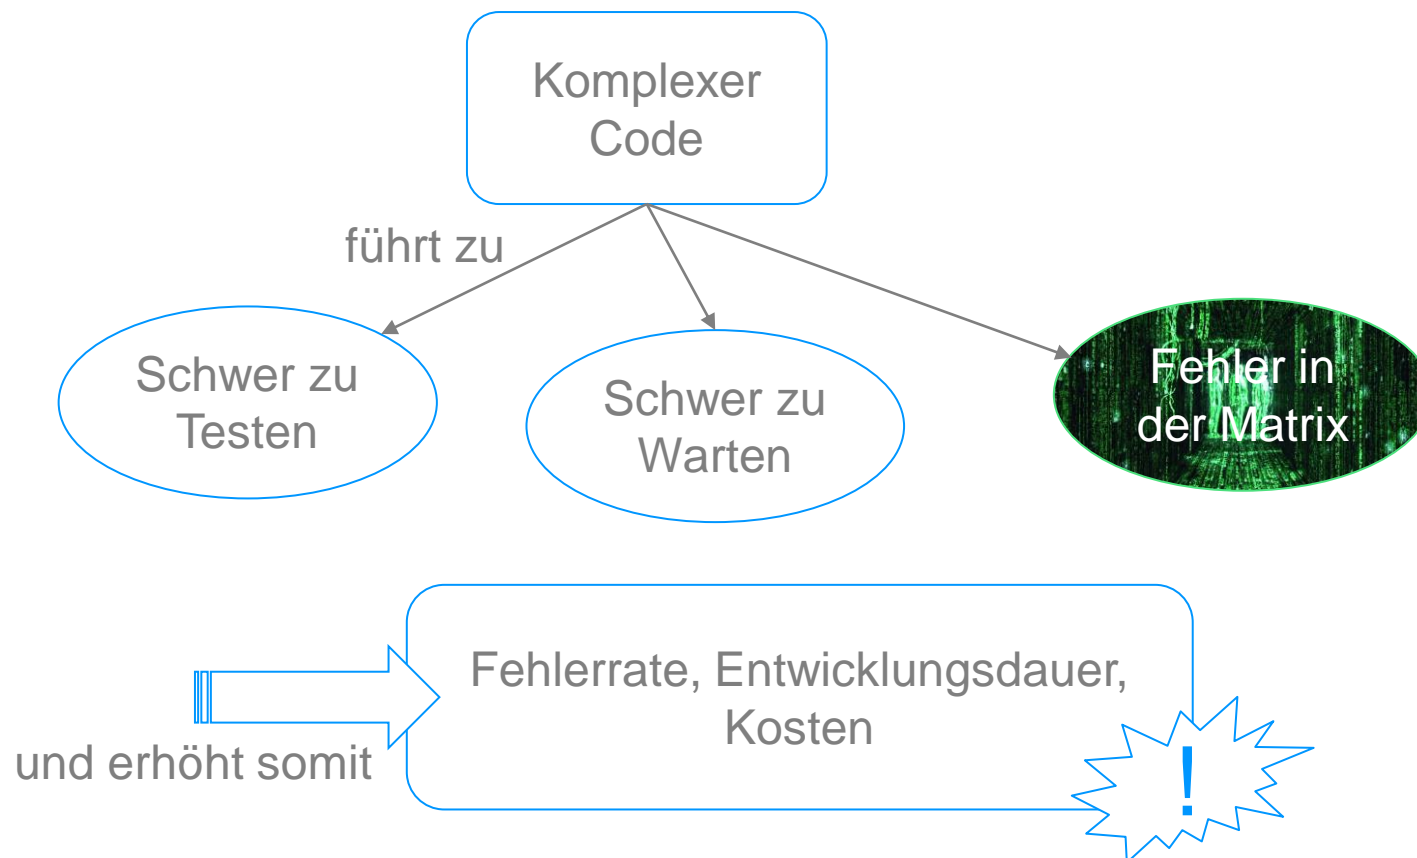 Komplexer
Code
führt zu
Schwer zu
Testen
Schwer zu
Warten
Fehler in
der Matrix
Fehlerrate, Entwicklungsdauer,
Kosten
und erhöht somit
!